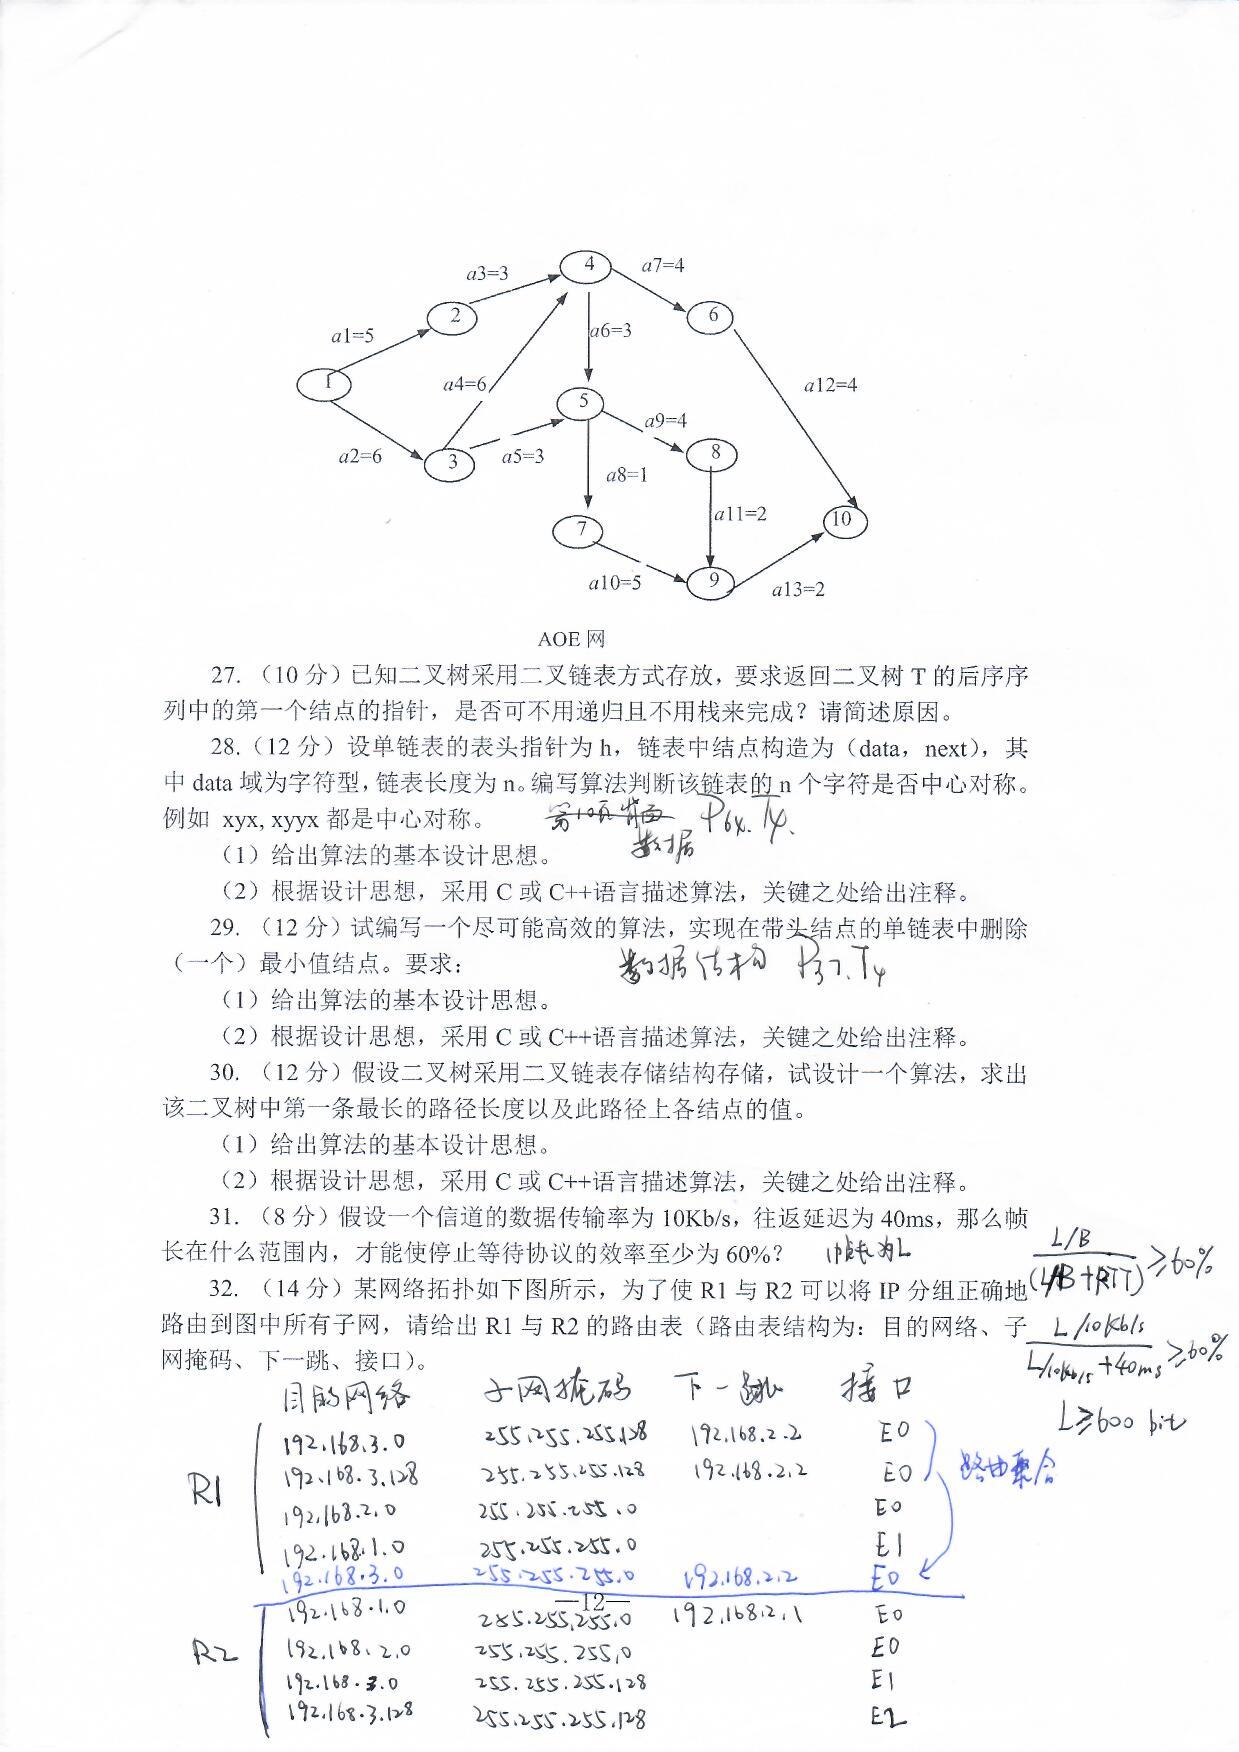 4
a3=3
a7=4
2
6
a1=5
a6=3
1
a4=6
a12=4
5
a9=4
a2=6
3
a5=3
8
a8=1
7
a11=2
10
a10=5
9
a13=2
AOE 网
27. （10 分）已知二叉树采用二叉链表方式存放，要求返回二叉树 T 的后序序
列中的第一个结点的指针，是否可不用递归且不用栈来完成？请简述原因。
28.（12 分）设单链表的表头指针为 h，链表中结点构造为（data，next），其
中 data 域为字符型，链表长度为 n。编写算法判断该链表的 n 个字符是否中心对称。
例如 xyx, xyyx 都是中心对称。 第10页背面 P64.T4.
数据
（1）给出算法的基本设计思想。
（2）根据设计思想，采用 C 或 C++语言描述算法，关键之处给出注释。
29. （12 分）试编写一个尽可能高效的算法，实现在带头结点的单链表中删除
（一个）最小值结点。要求： 数据结构 P37.T4
（1）给出算法的基本设计思想。
（2）根据设计思想，采用 C 或 C++语言描述算法，关键之处给出注释。
30. （12 分）假设二叉树采用二叉链表存储结构存储，试设计一个算法，求出
该二叉树中第一条最长的路径长度以及此路径上各结点的值。
（1）给出算法的基本设计思想。
（2）根据设计思想，采用 C 或 C++语言描述算法，关键之处给出注释。
31. （8 分）假设一个信道的数据传输率为 10Kb/s，往返延迟为 40ms，那么帧
长在什么范围内，才能使停止等待协议的效率至少为 60%？ 帧长为L
L/B
(L/B+RTT) ≥60%
32. （14 分）某网络拓扑如下图所示，为了使 R1 与 R2 可以将 IP 分组正确地
路由到图中所有子网，请给出 R1 与 R2 的路由表（路由表结构为：目的网络、子
网掩码、下一跳、接口）。
L/10Kb/s
L/10Kb/s+40ms ≥60%
L≥600 bit
目的网络 子网掩码 下一跳 接口
R1
192.168.3.0 255.255.255.128 192.168.2.2 E0
192.168.3.128 255.255.255.128 192.168.2.2 E0 路由聚合
192.168.2.0 255.255.255.0 E0
192.168.1.0 255.255.255.0 E1
192.168.3.0 255.255.255.0 192.168.2.2 E0
—12—
R2
192.168.1.0 255.255.255.0 192.168.2.1 E0
192.168.2.0 255.255.255.0 E0
192.168.3.0 255.255.255.128 E1
192.168.3.128 255.255.255.128 E2